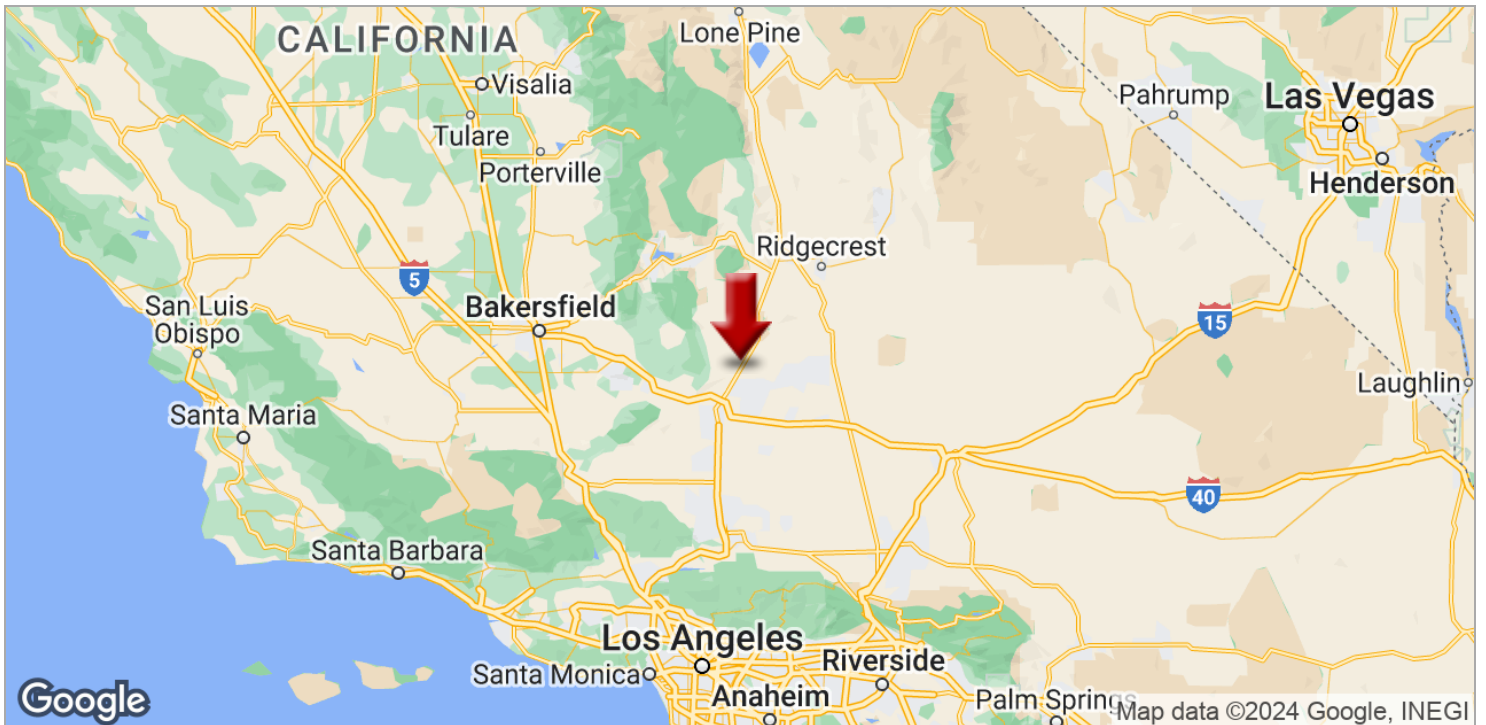 Lone Pine
CALIFORNIA
Visalia
Pahrump
Las Vegas
Tulare
Porterville
Henderson
Ridgecrest
5
San Luis
Obispo
Bakersfield
15
Laughlin
Santa Maria
40
Santa Barbara
Los Angeles
Santa Monica
Riverside
Anaheim
Palm Springs
Google
Map data ©2024 Google, INEGI